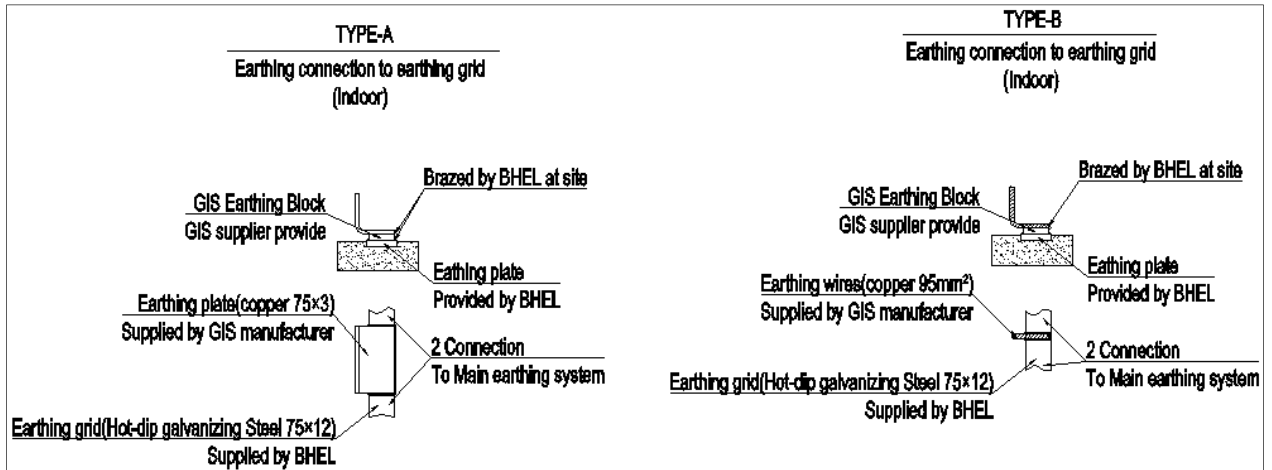 TYPE-A
Earthing connection to earthing grid
(Indoor)
Brazed by BHEL at site
GIS Earthing Block
GIS supplier provide
Eathing plate
Provided by BHEL
Earthing plate(copper 75×3)
Supplied by GIS manufacturer
2 Connection
To Main earthing system
Earthing grid(Hot-dip galvanizing Steel 75×12)
Supplied by BHEL
TYPE-B
Earthing connection to earthing grid
(Indoor)
Brazed by BHEL at site
GIS Earthing Block
GIS supplier provide
Eathing plate
Provided by BHEL
Earthing wires(copper 95mm²)
Supplied by GIS manufacturer
2 Connection
To Main earthing system
Earthing grid(Hot-dip galvanizing Steel 75×12)
Supplied by BHEL